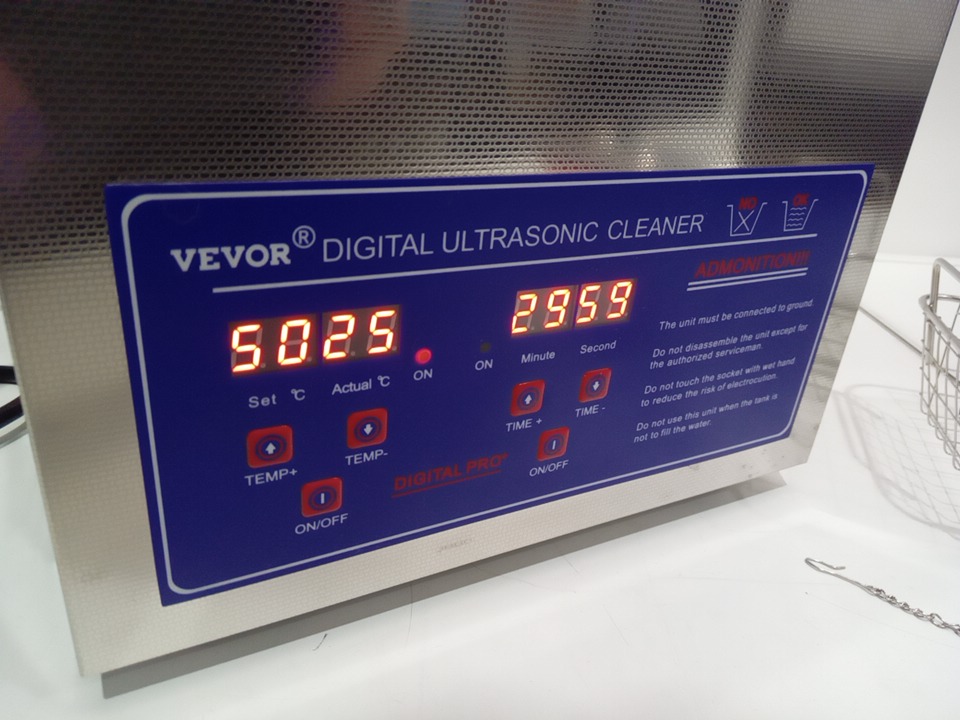 VEVOR® DIGITAL ULTRASONIC CLEANER
NO
OK
ADMONITION!!!
5025
2959
Set ℃
Actual ℃
ON
ON
Minute
Second
The unit must be connected to ground.
Do not disassemble the unit except for
the authorized serviceman.
Do not touch the socket with wet hand
to reduce the risk of electrocution.
Do not use this unit when the tank is
not to fill the water.
TEMP+
TEMP-
ON/OFF
TIME +
TIME -
ON/OFF
DIGITAL PRO+